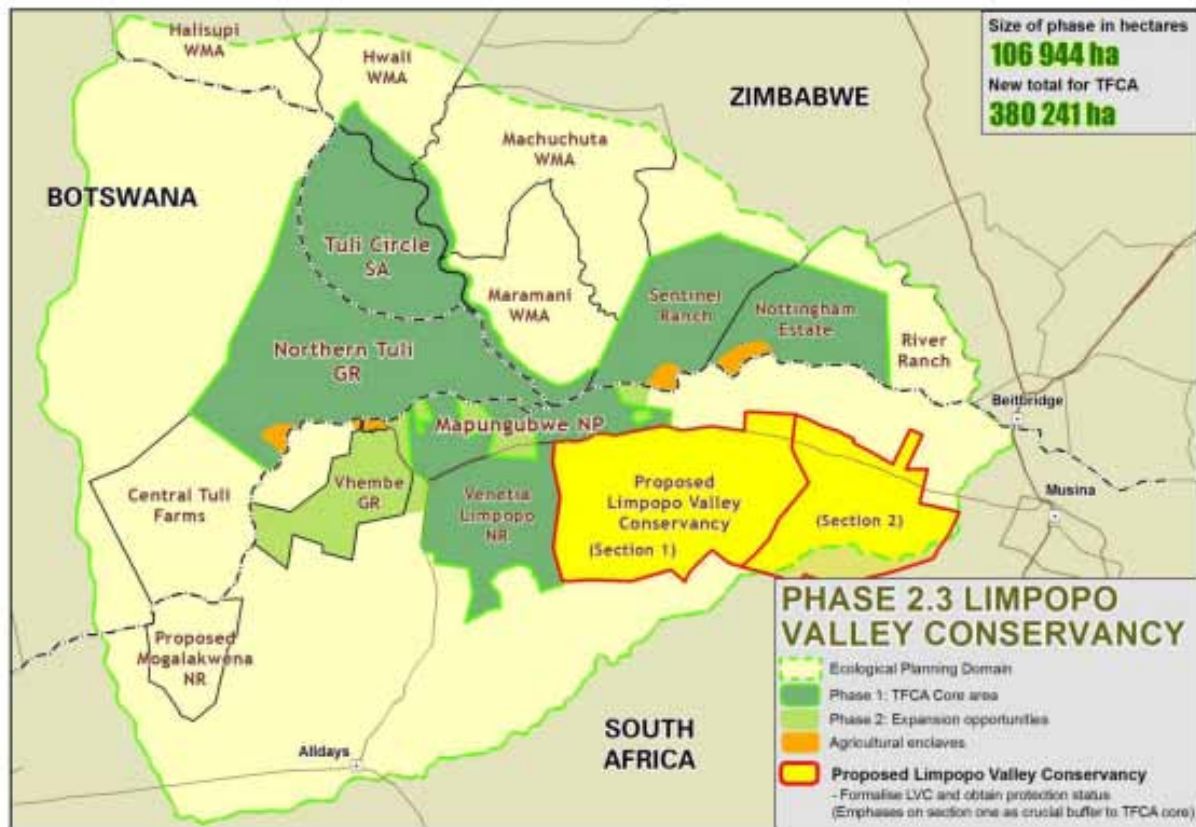 Halisupi
WMA
Hwali
WMA
Size of phase in hectares
106 944 ha
New total for TFCA
380 241 ha
ZIMBABWE
Machuchuta
WMA
BOTSWANA
Tuli Circle
SA
Maramani
WMA
Sentinel
Ranch
Nottingham
Estate
River
Ranch
Northern Tuli
GR
Beitbridge
Mapungubwe NP
Central Tuli
Farms
Vhembe
GR
Venetia
Limpopo
NR
Proposed
Limpopo Valley
Conservancy
(Section 1)
(Section 2)
Musina
Proposed
Mogalakwena
NR
Alldays
SOUTH
AFRICA
PHASE 2.3 LIMPOPO
VALLEY CONSERVANCY
Ecological Planning Domain
Phase 1: TFCA Core area
Phase 2: Expansion opportunities
Agricultural enclaves
Proposed Limpopo Valley Conservancy
- Formalise LVC and obtain protection status
(Emphases on section one as crucial buffer to TFCA core)